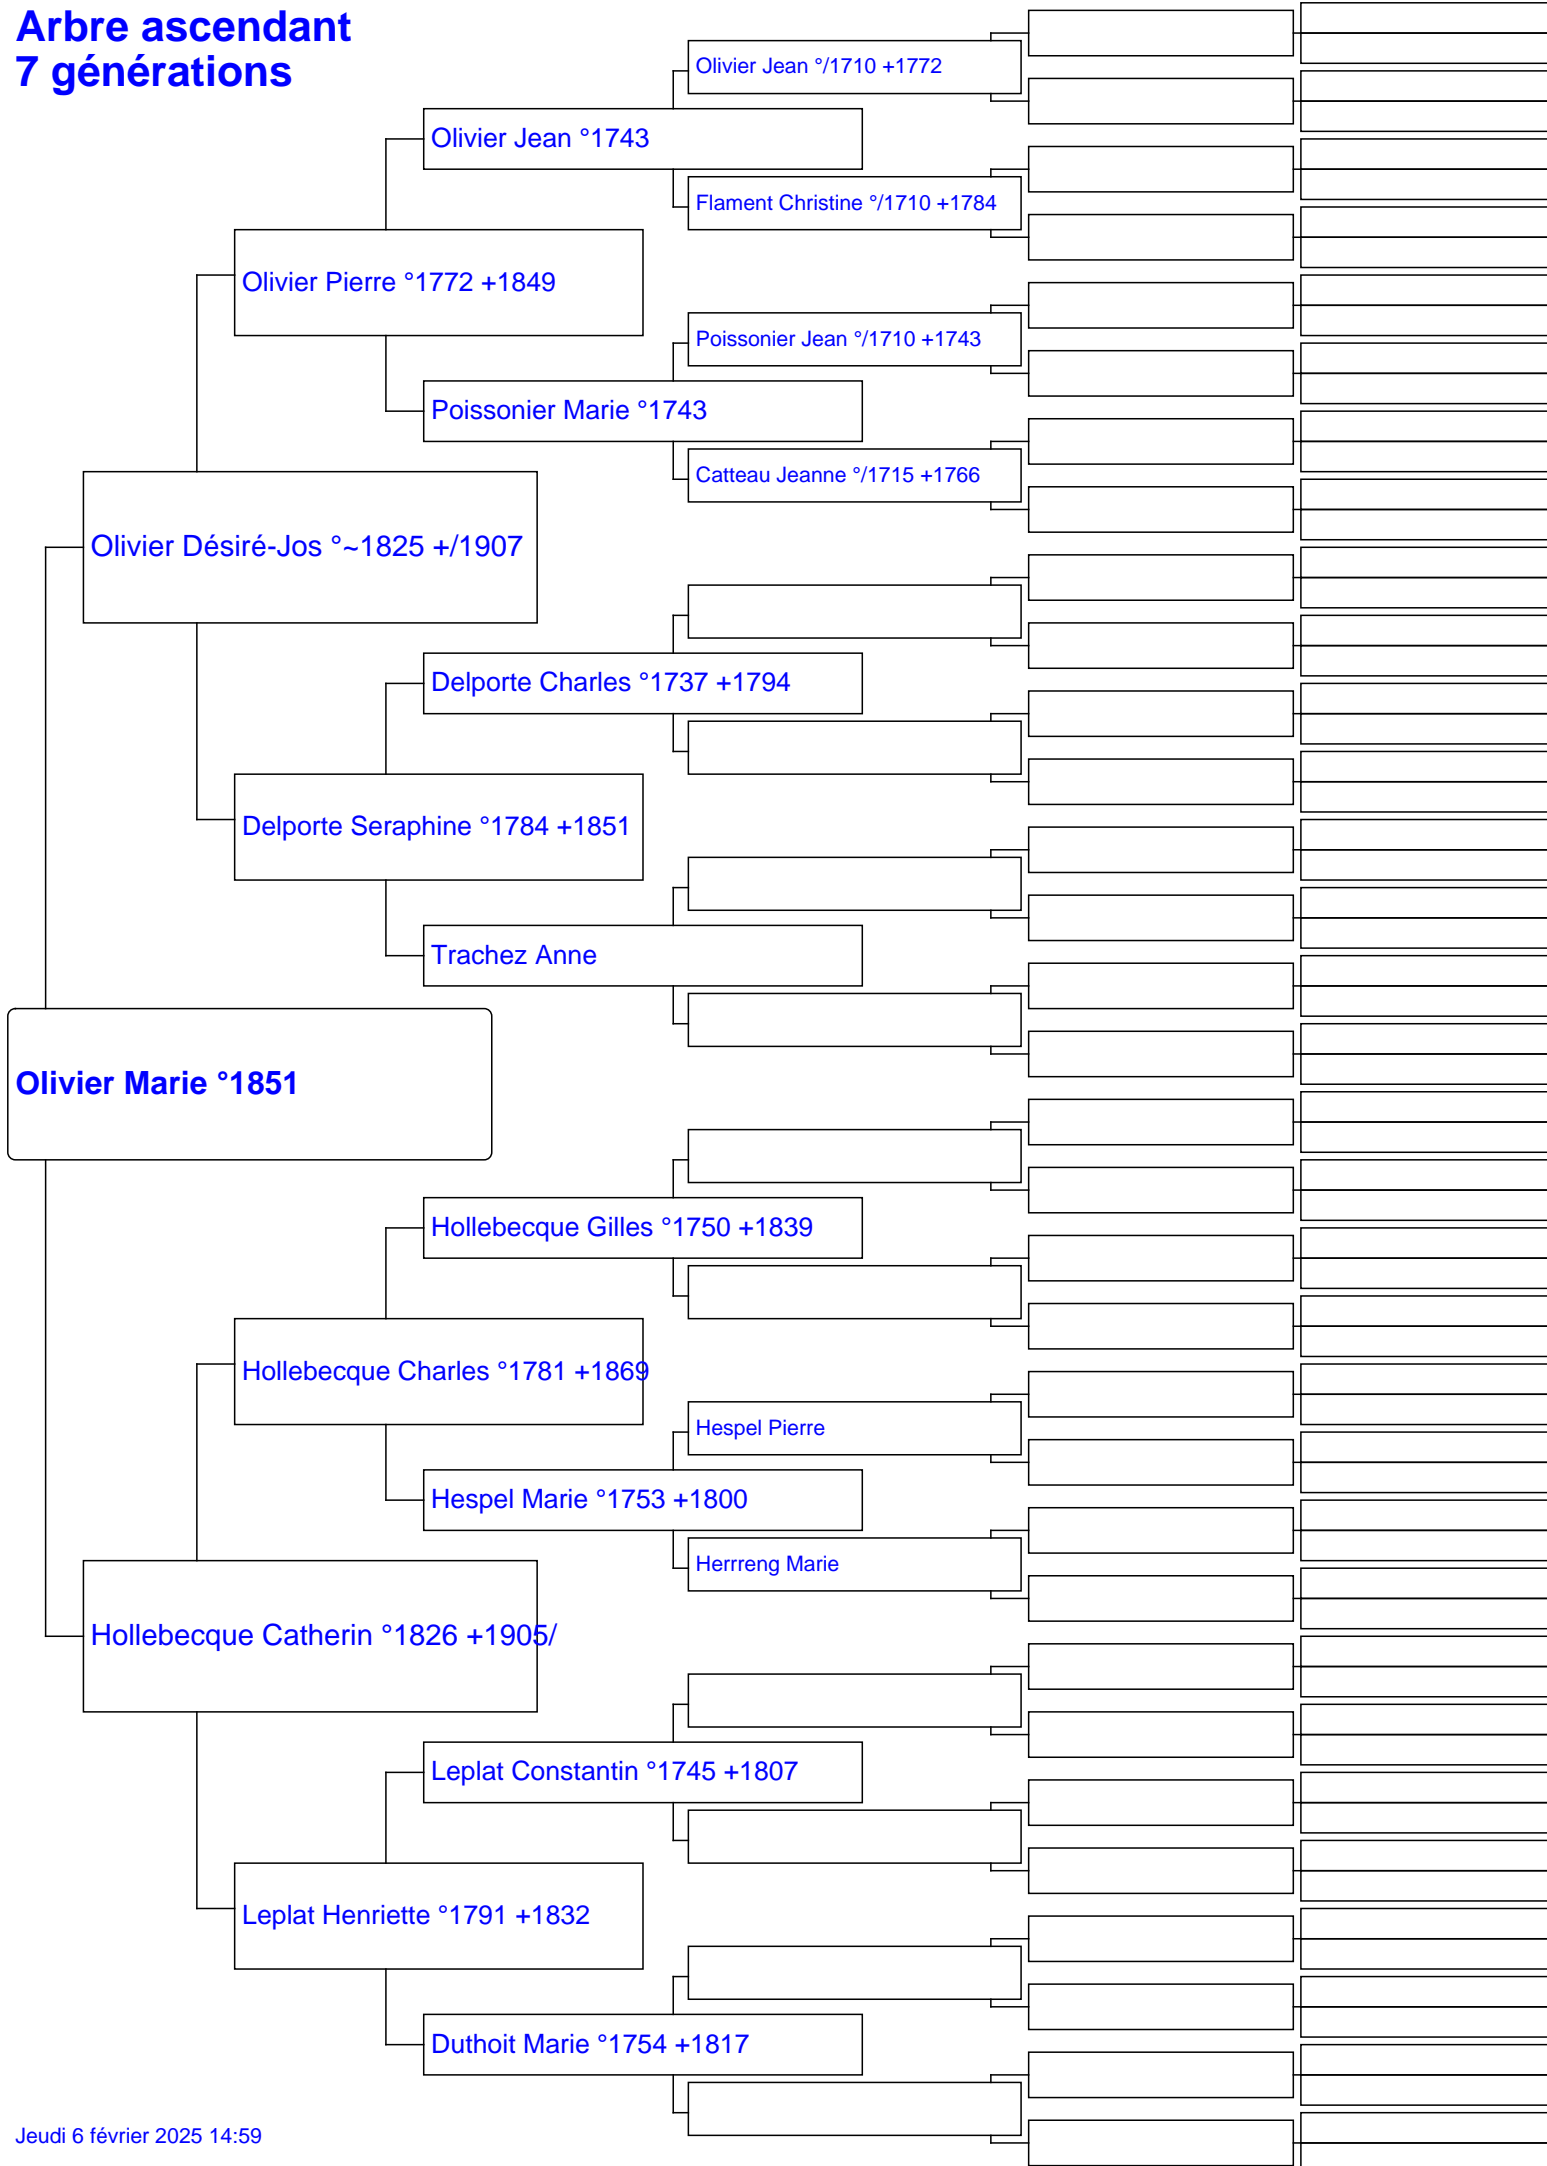 Arbre ascendant
7 générations
Olivier Jean °/1710 +1772
Olivier Jean °1743
Flament Christine °/1710 +1784
Olivier Pierre °1772 +1849
Poissonier Jean °/1710 +1743
Poissonier Marie °1743
Catteau Jeanne °/1715 +1766
Olivier Désiré-Jos °~1825 +/1907
Delporte Charles °1737 +1794
Delporte Seraphine °1784 +1851
Trachez Anne
Olivier Marie °1851
Hollebecque Gilles °1750 +1839
Hollebecque Charles °1781 +1869
Hespel Pierre
Hespel Marie °1753 +1800
Herrreng Marie
Hollebecque Catherin °1826 +1905/
Leplat Constantin °1745 +1807
Leplat Henriette °1791 +1832
Duthoit Marie °1754 +1817
Jeudi 6 février 2025 14:59